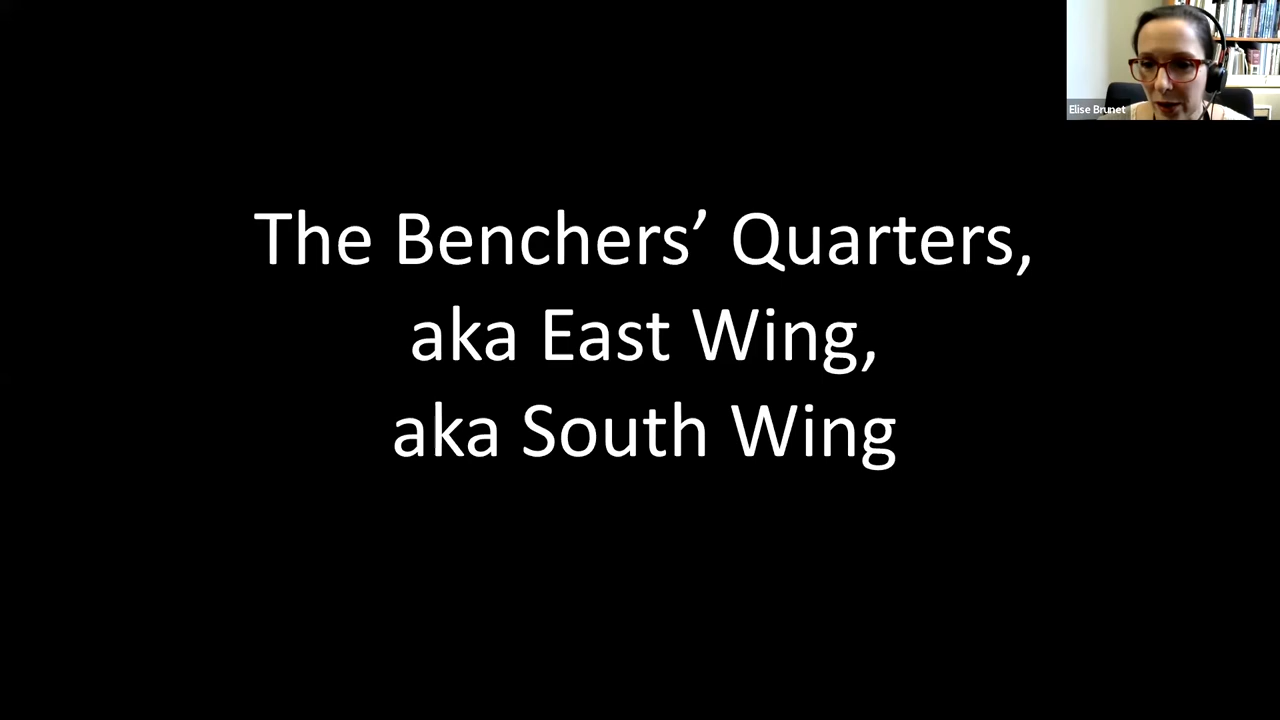 Elise Brunet
The Benchers’ Quarters,
aka East Wing,
aka South Wing